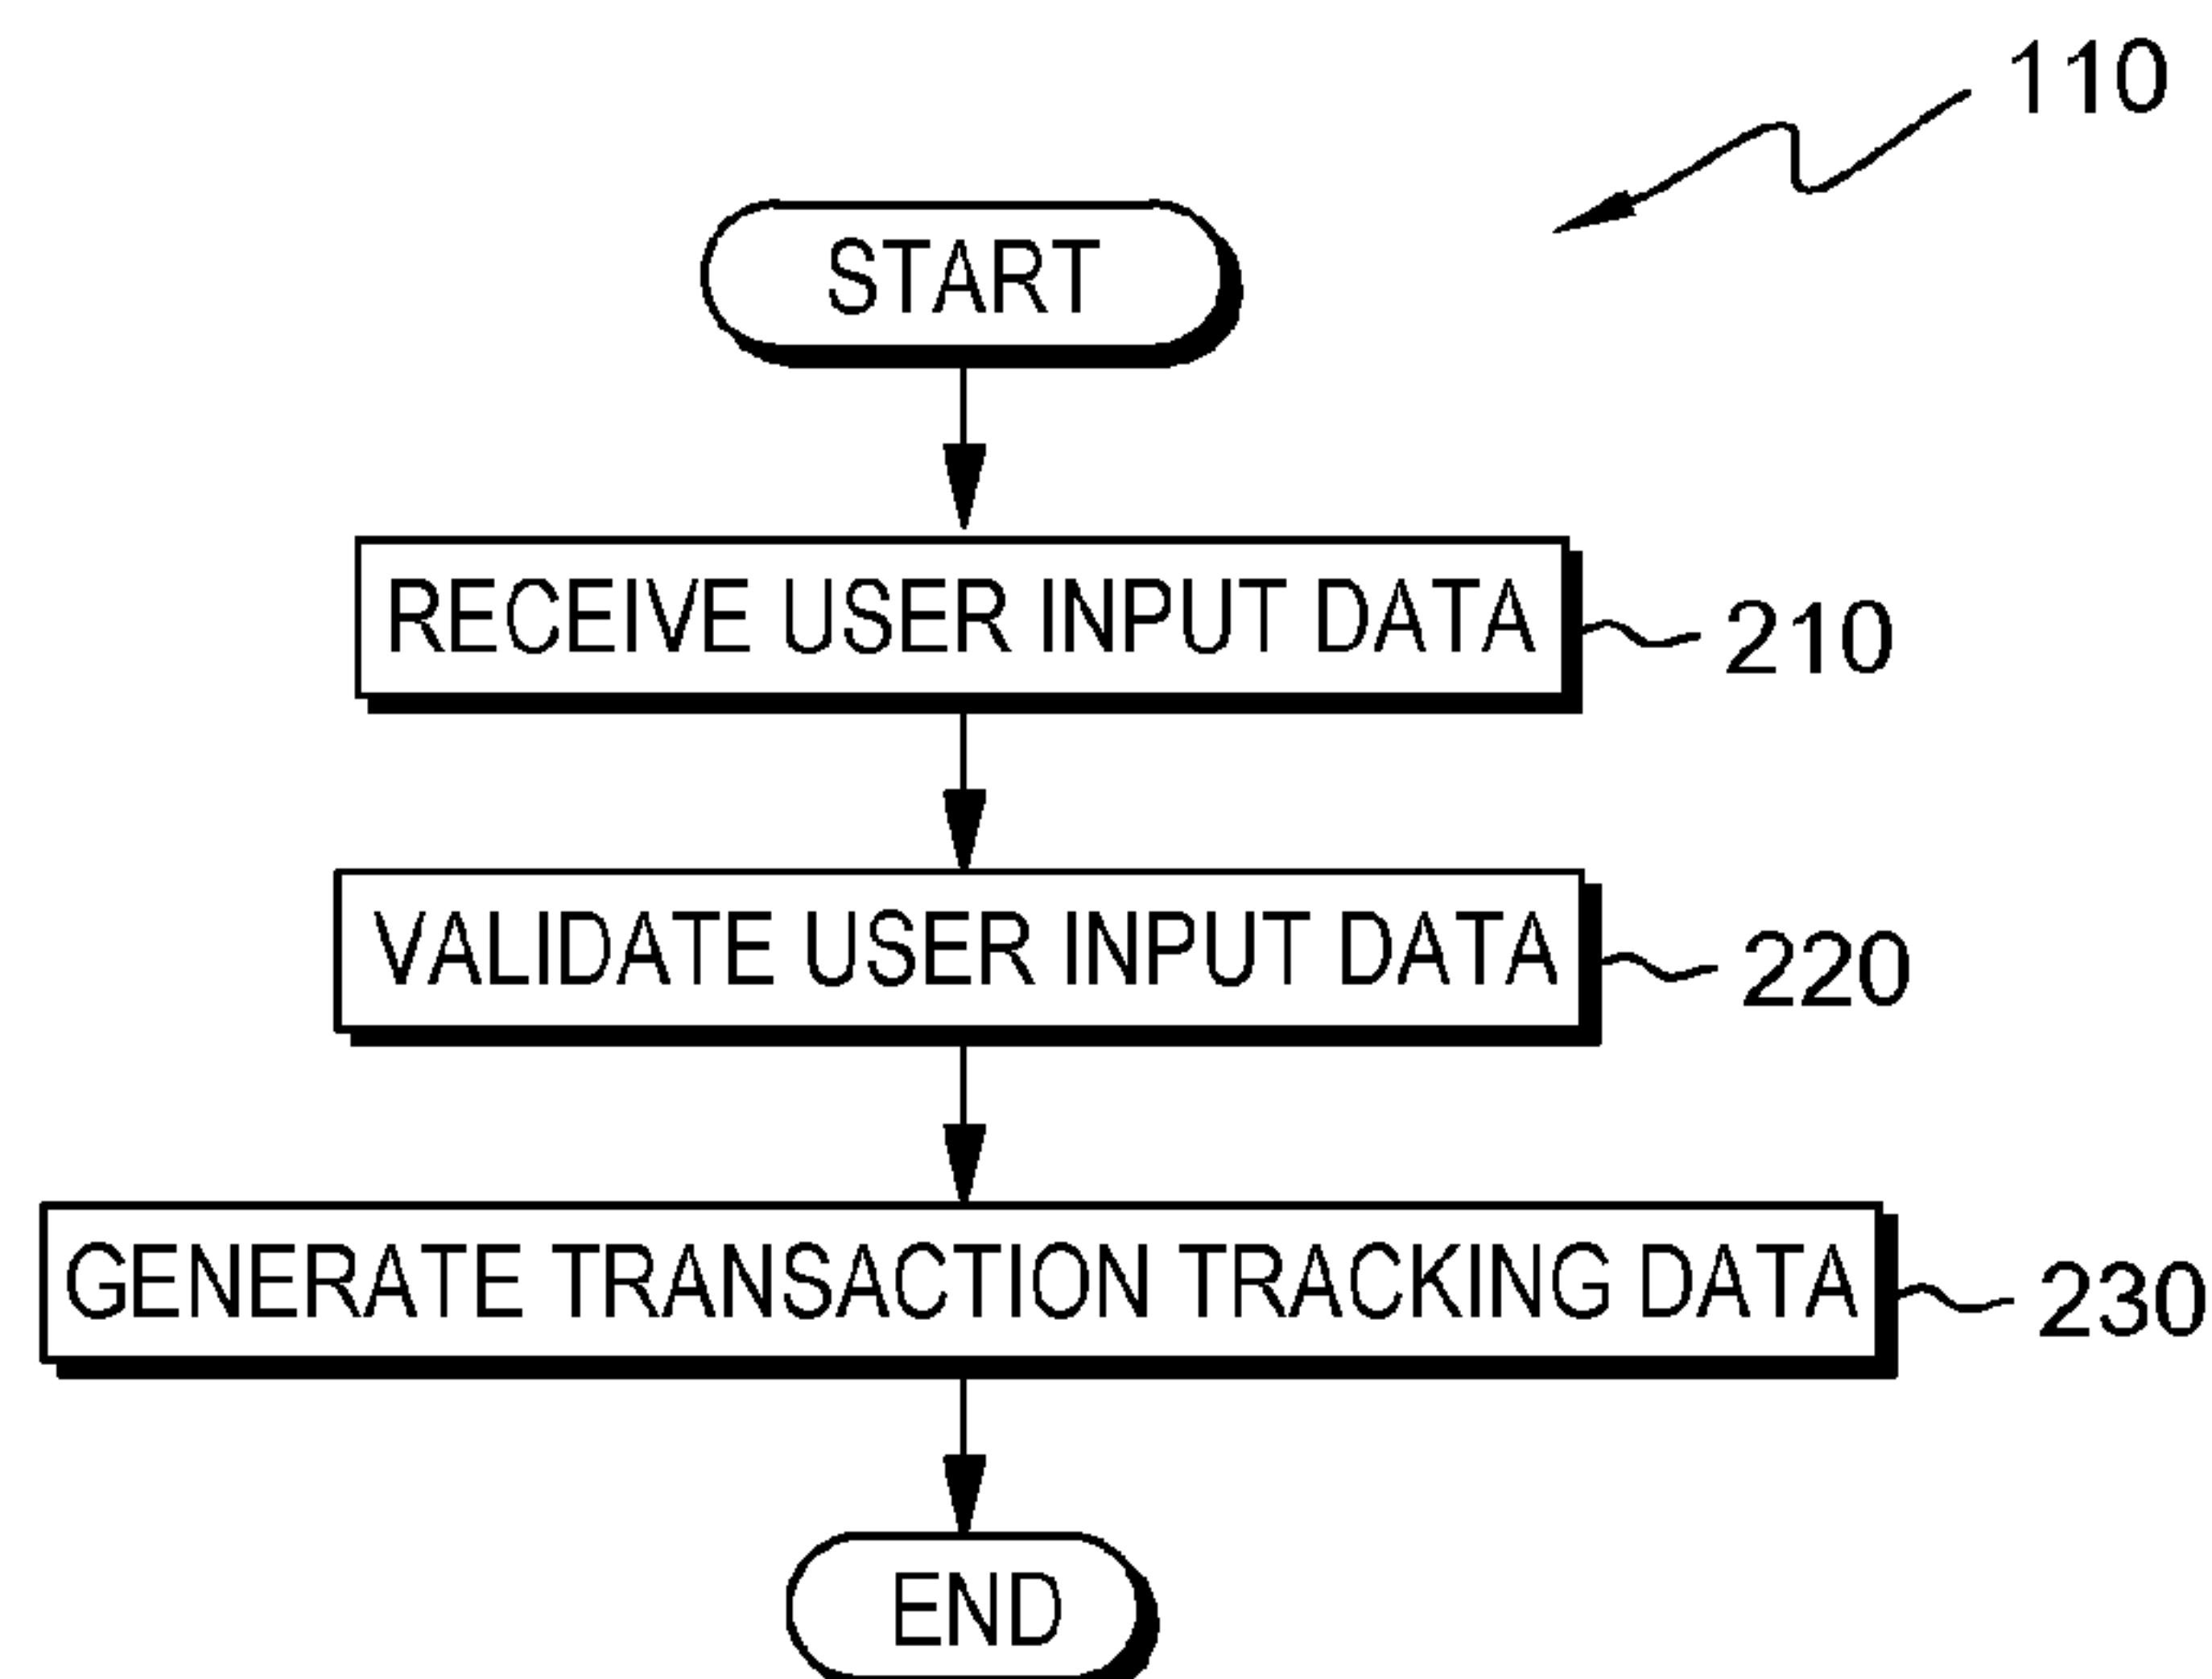 110
START
RECEIVE USER INPUT DATA
210
VALIDATE USER INPUT DATA
220
GENERATE TRANSACTION TRACKING DATA
230
END